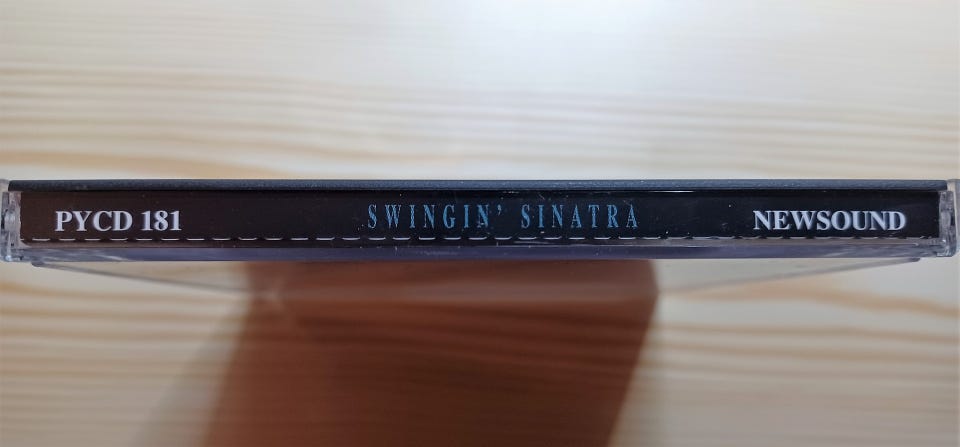 PYCD 181 SWINGIN' SINATRA NEWSOUND